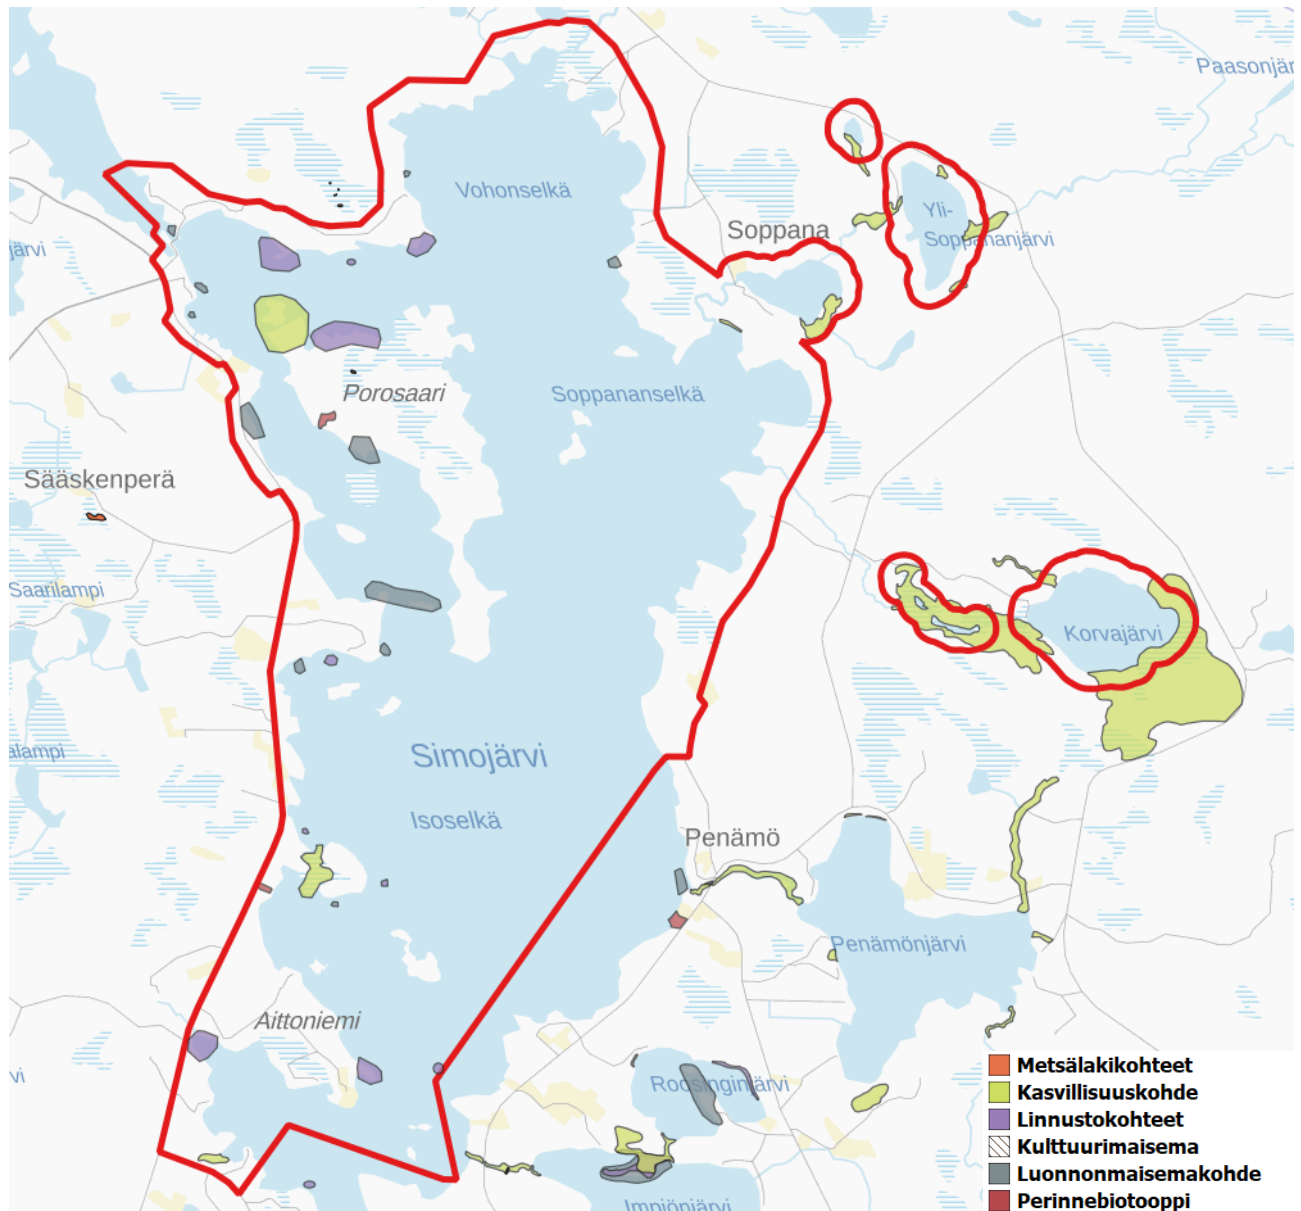 Paasonjär
Vohonselkä
Soppana
Yli-
Soppananjärvi
järvi
Porosaari
Soppananselkä
Sääskenperä
Saarilampi
Korvajärvi
Simojärvi
alampi
Isoselkä
Penämö
Penämönjärvi
Aittoniemi
vi
Roosinginjärvi
Impiönjärvi
Metsälakikohteet
Kasvillisuuskohde
Linnustokohteet
Kulttuurimaisema
Luonnonmaisemakohde
Perinnebiotooppi